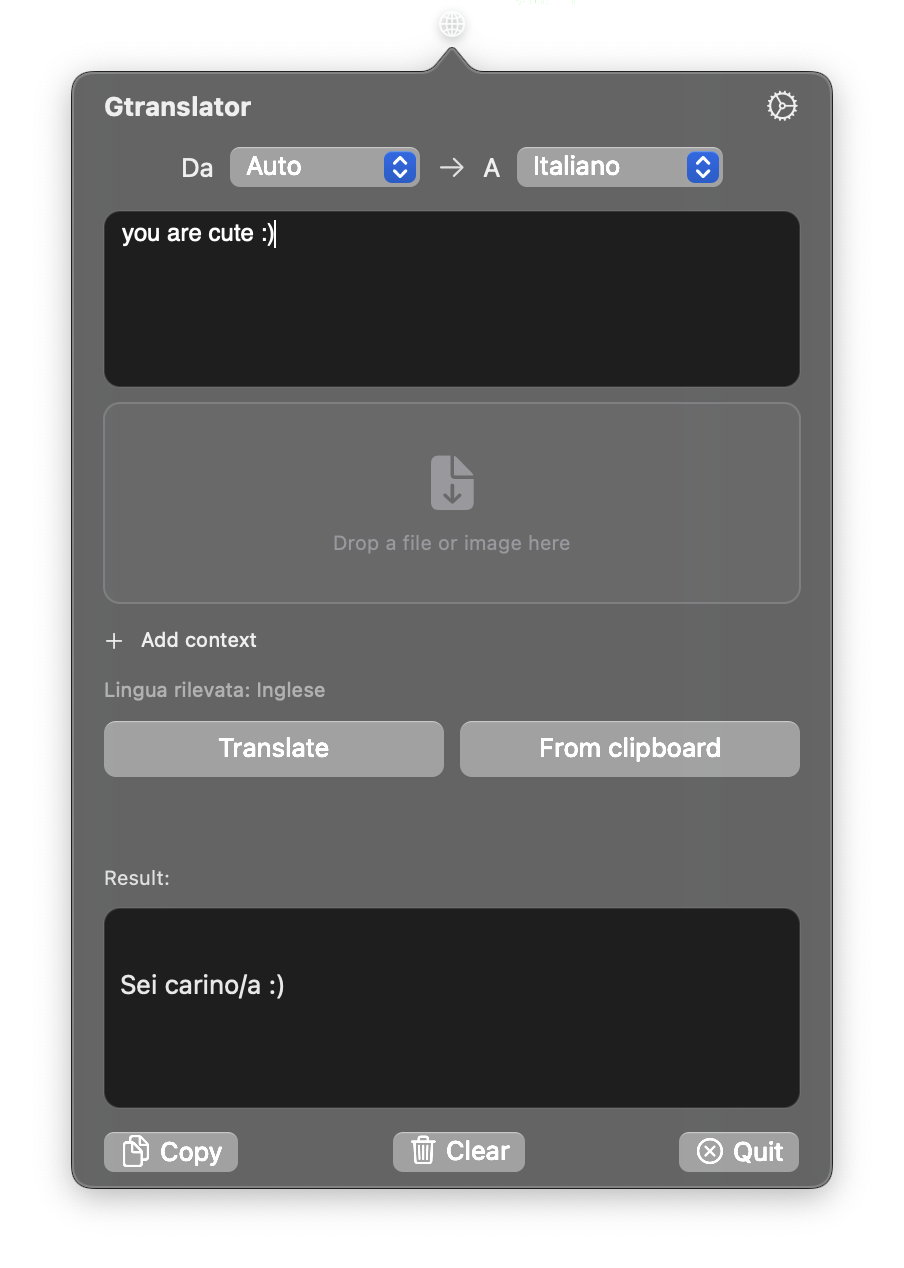 Gtranslator
Da Auto → A Italiano
you are cute :)
Drop a file or image here
+ Add context
Lingua rilevata: Inglese
Translate From clipboard
Result:
Sei carino/a :)
Copy Clear Quit